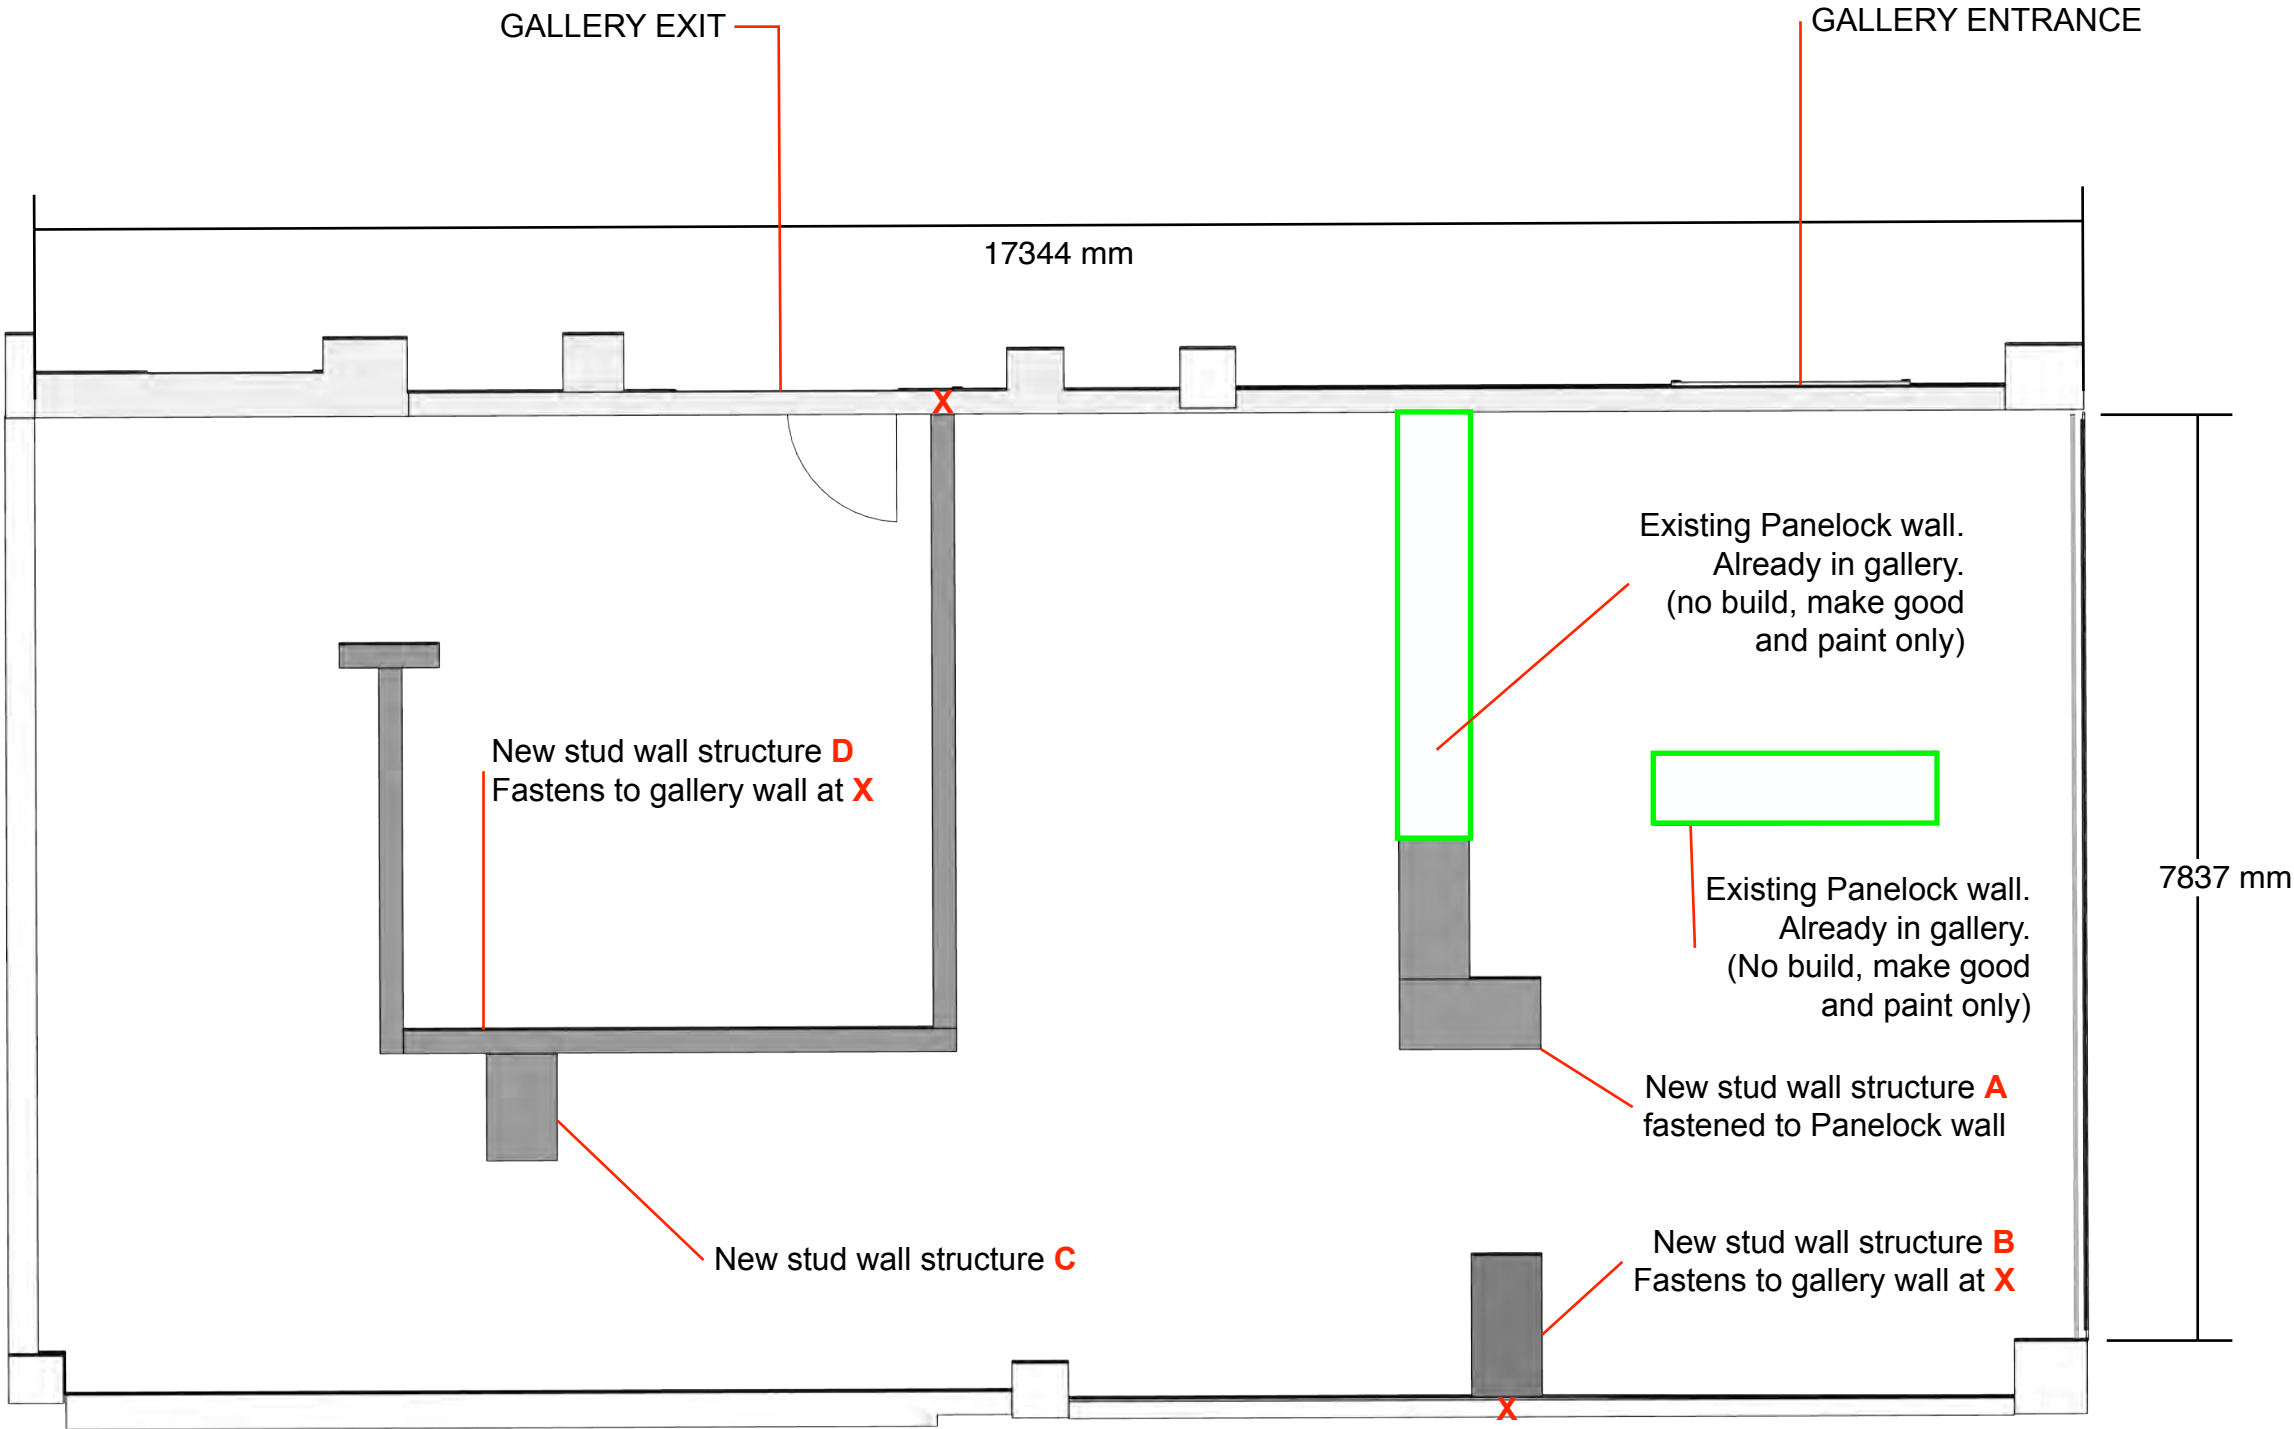 GALLERY EXIT
GALLERY ENTRANCE
17344 mm
X
Existing Panelock wall.
Already in gallery.
(no build, make good
and paint only)
New stud wall structure D
Fastens to gallery wall at X
7837 mm
Existing Panelock wall.
Already in gallery.
(No build, make good
and paint only)
New stud wall structure A
fastened to Panelock wall
New stud wall structure C
New stud wall structure B
Fastens to gallery wall at X
X